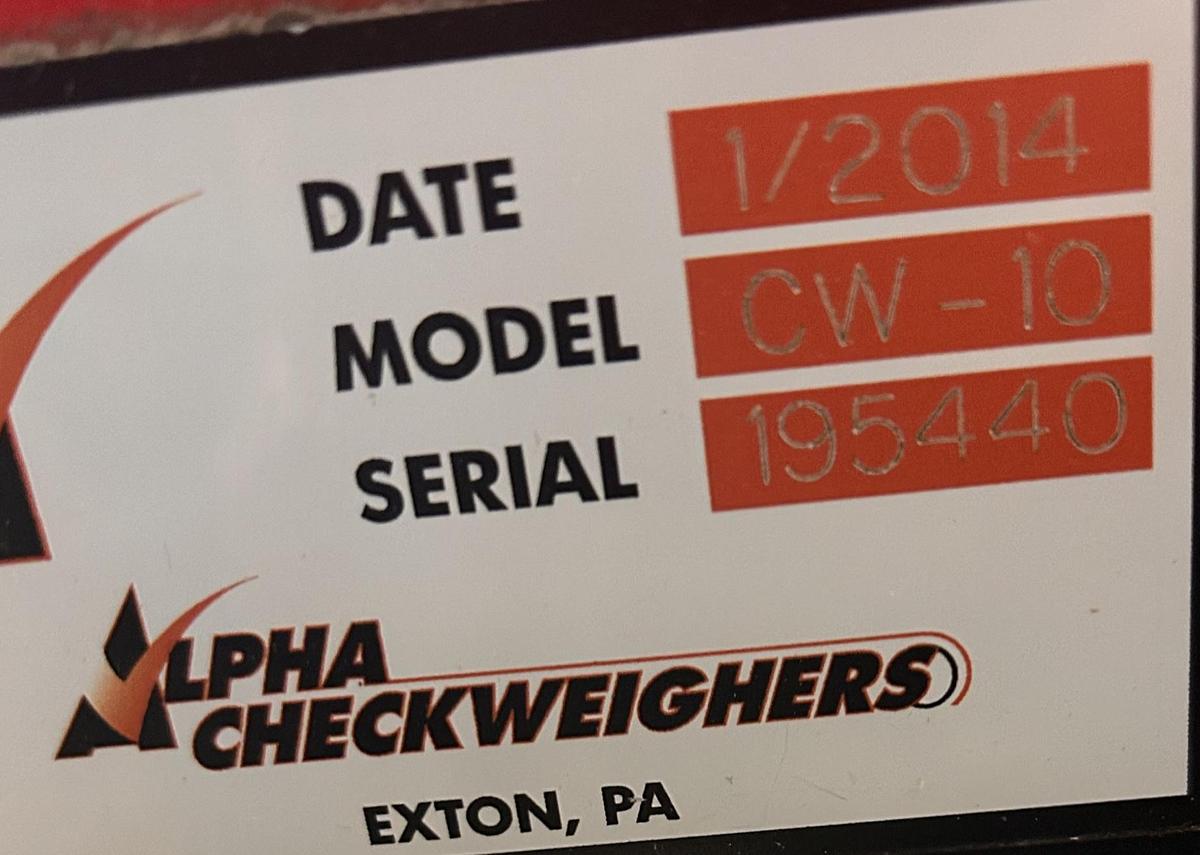 DATE 1/2014
MODEL CW-10
SERIAL 195440
ALPHA
CHECKWEIGHERS
EXTON, PA